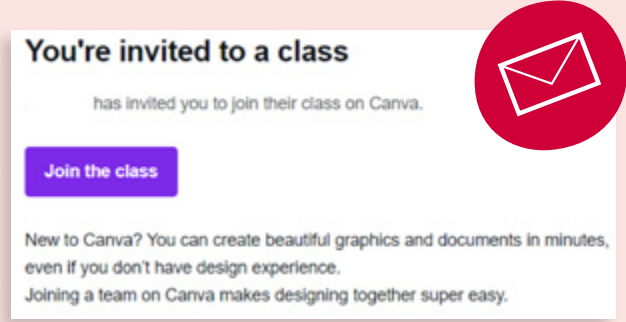 You're invited to a class
has invited you to join their class on Canva.
Join the class
New to Canva? You can create beautiful graphics and documents in minutes,
even if you don't have design experience.
Joining a team on Canva makes designing together super easy.